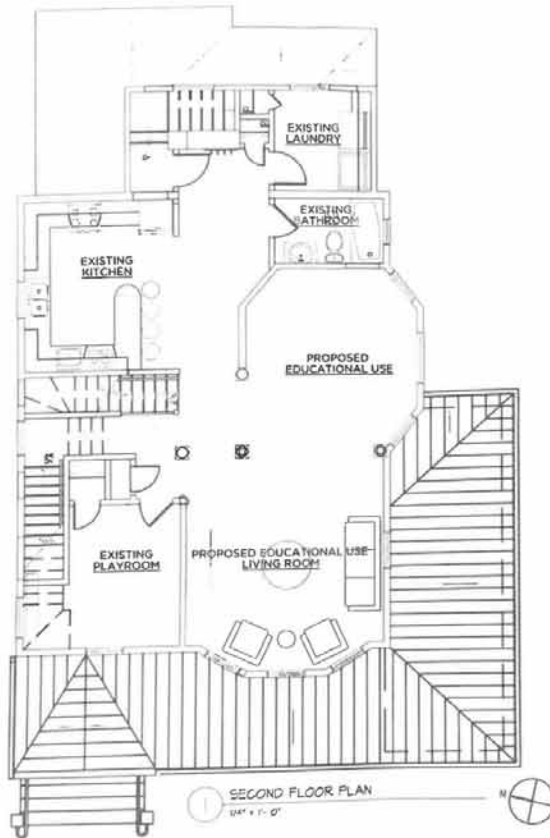 EXISTING
LAUNDRY
EXISTING
BATHROOM
EXISTING
KITCHEN
PROPOSED
EDUCATIONAL USE
EXISTING
PLAYROOM
PROPOSED EDUCATIONAL USE
LIVING ROOM
1
SECOND FLOOR PLAN
1/4" = 1'- 0"
N